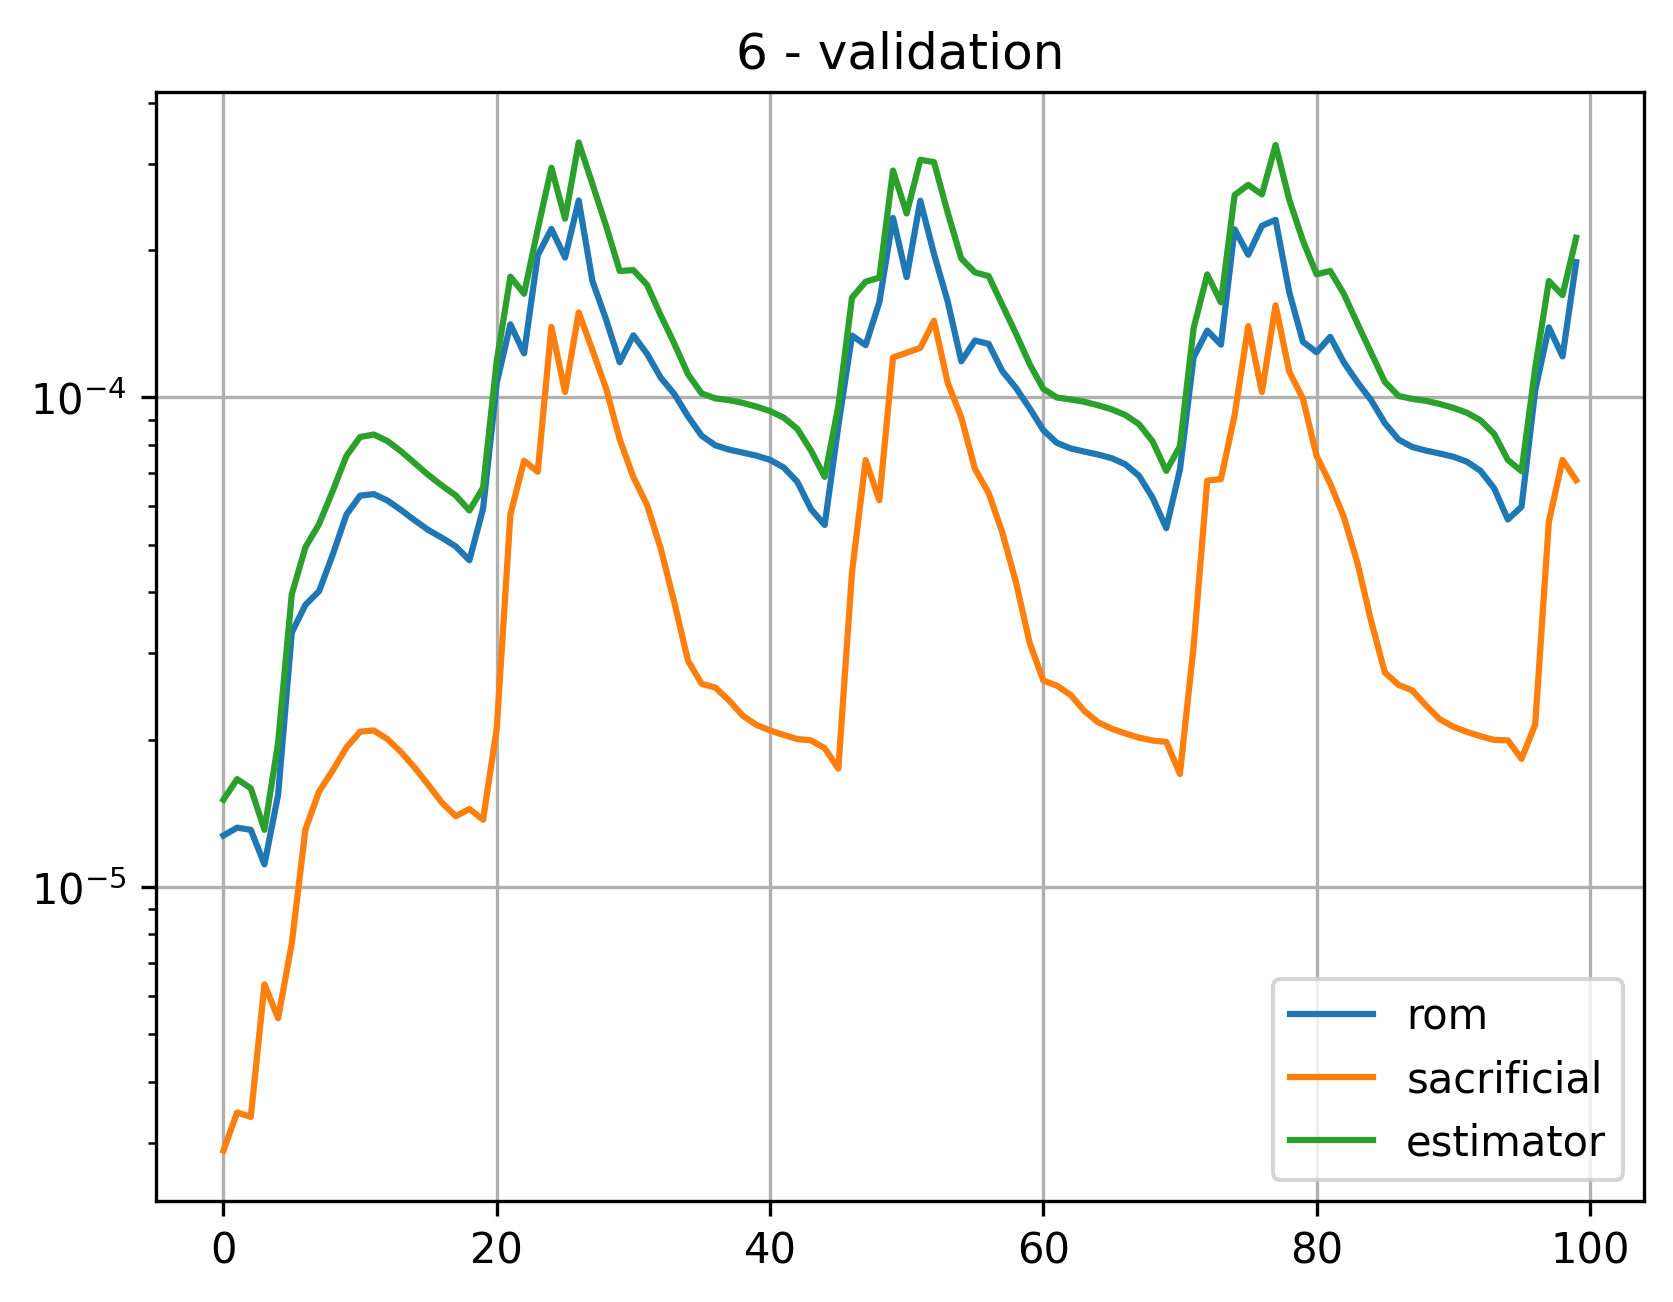 6 - validation
10⁻⁴
10⁻⁵
0 20 40 60 80 100
rom
sacrificial
estimator